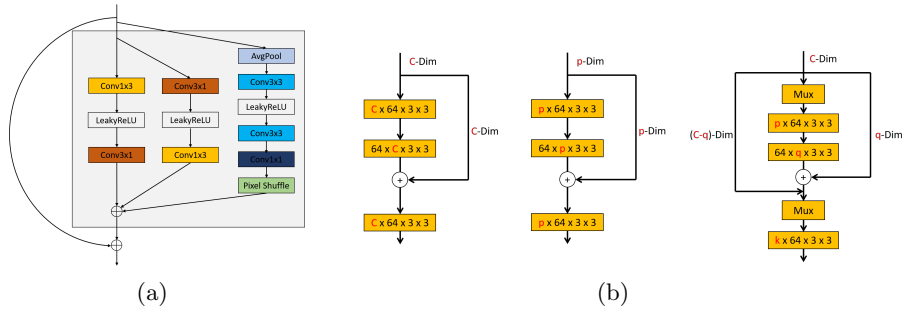 AvgPool
Conv1x3
Conv3x1
Conv3x3
LeakyReLU
LeakyReLU
LeakyReLU
Conv3x3
Conv3x1
Conv1x3
Conv1x1
Pixel Shuffle
(a)
C-Dim
C x 64 x 3 x 3
64 x C x 3 x 3
C-Dim
+
C x 64 x 3 x 3
p-Dim
p x 64 x 3 x 3
64 x p x 3 x 3
p-Dim
+
p x 64 x 3 x 3
C-Dim
Mux
p x 64 x 3 x 3
(C-q)-Dim
64 x q x 3 x 3
q-Dim
+
Mux
k x 64 x 3 x 3
(b)